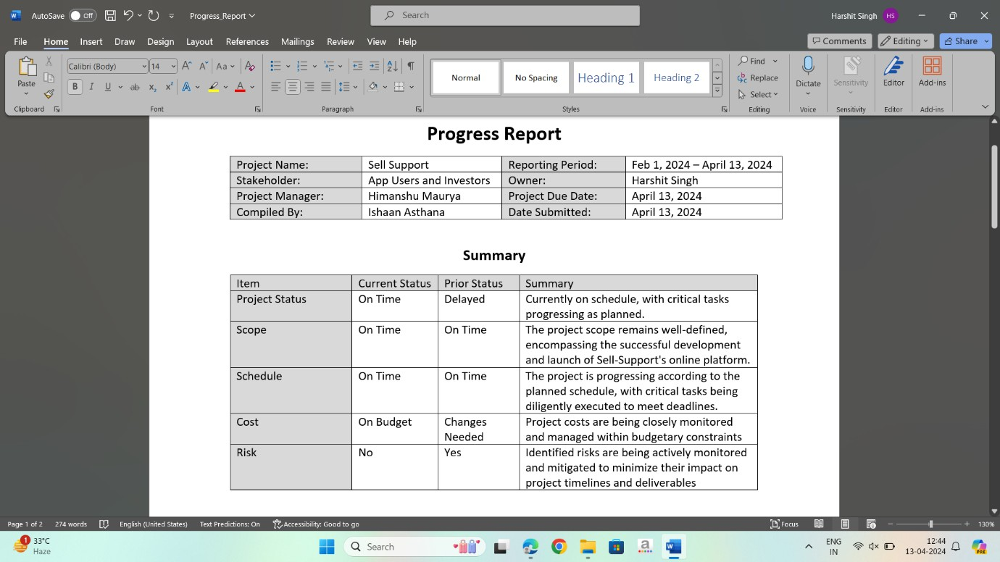 AutoSave Off Progress_Report Search Harshit Singh HS
File Home Insert Draw Design Layout References Mailings Review View Help Comments Editing Share
Paste Calibri (Body) 14 Aa Normal No Spacing Heading 1 Heading 2 Find Replace Select Dictate Sensitivity Editor Add-ins
Clipboard Font Paragraph Styles Editing Voice Sensitivity Editor Add-ins
Progress Report
Project Name: Sell Support Reporting Period: Feb 1, 2024 – April 13, 2024
Stakeholder: App Users and Investors Owner: Harshit Singh
Project Manager: Himanshu Maurya Project Due Date: April 13, 2024
Compiled By: Ishaan Asthana Date Submitted: April 13, 2024
Summary
Item Current Status Prior Status Summary
Project Status On Time Delayed Currently on schedule, with critical tasks
progressing as planned.
Scope On Time On Time The project scope remains well-defined,
encompassing the successful development
and launch of Sell-Support's online platform.
Schedule On Time On Time The project is progressing according to the
planned schedule, with critical tasks being
diligently executed to meet deadlines.
Cost On Budget Changes Project costs are being closely monitored
Needed and managed within budgetary constraints
Risk No Yes Identified risks are being actively monitored
and mitigated to minimize their impact on
project timelines and deliverables
Page 1 of 2 274 words English (United States) Text Predictions: On Accessibility: Good to go Focus 130%
1 33°C Haze Search ENG IN 12:44 13-04-2024 PRE